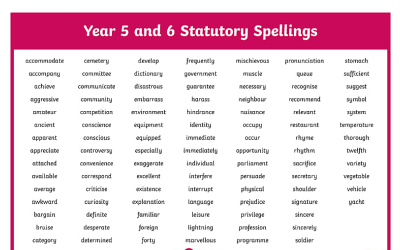 Year 5 and 6 Statutory Spellings
accommodate cemetery develop frequently mischievous pronunciation stomach
accompany committee dictionary government muscle queue sufficient
achieve communicate disastrous guarantee necessary recognise suggest
aggressive community embarrass harass neighbour recommend symbol
amateur competition environment hindrance nuisance relevant system
ancient conscience equipment identity occupy restaurant temperature
apparent conscious equipped immediate occur rhyme thorough
appreciate controversy especially immediately opportunity rhythm twelfth
attached convenience exaggerate individual parliament sacrifice variety
available correspond excellent interfere persuade secretary vegetable
average criticise existence interrupt physical shoulder vehicle
awkward curiosity explanation language prejudice signature yacht
bargain definite familiar leisure privilege sincere
bruise desperate foreign lightning profession sincerely
category determined forty marvellous programme soldier